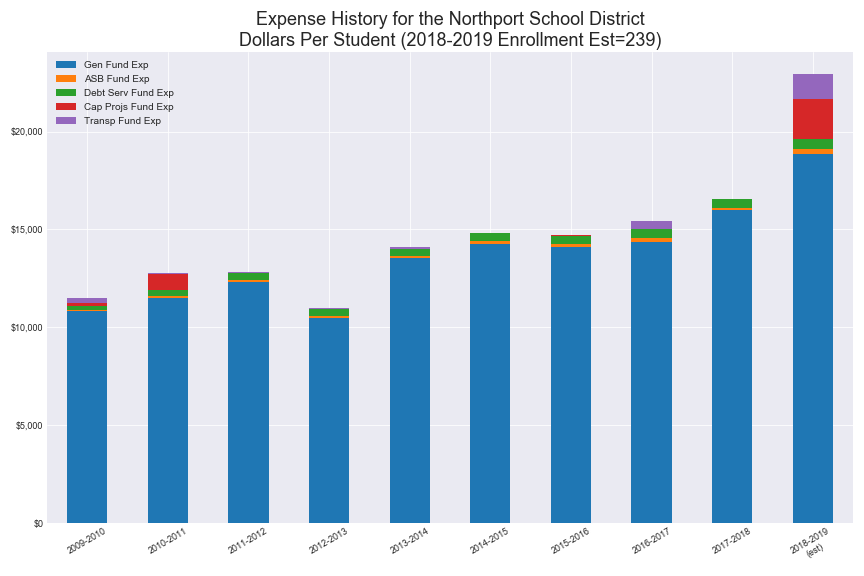 Expense History for the Northport School District
Dollars Per Student (2018-2019 Enrollment Est=239)
Gen Fund Exp
ASB Fund Exp
Debt Serv Fund Exp
Cap Projs Fund Exp
Transp Fund Exp
$20,000
$15,000
$10,000
$5,000
$0
2009-2010
2010-2011
2011-2012
2012-2013
2013-2014
2014-2015
2015-2016
2016-2017
2017-2018
2018-2019
(est)